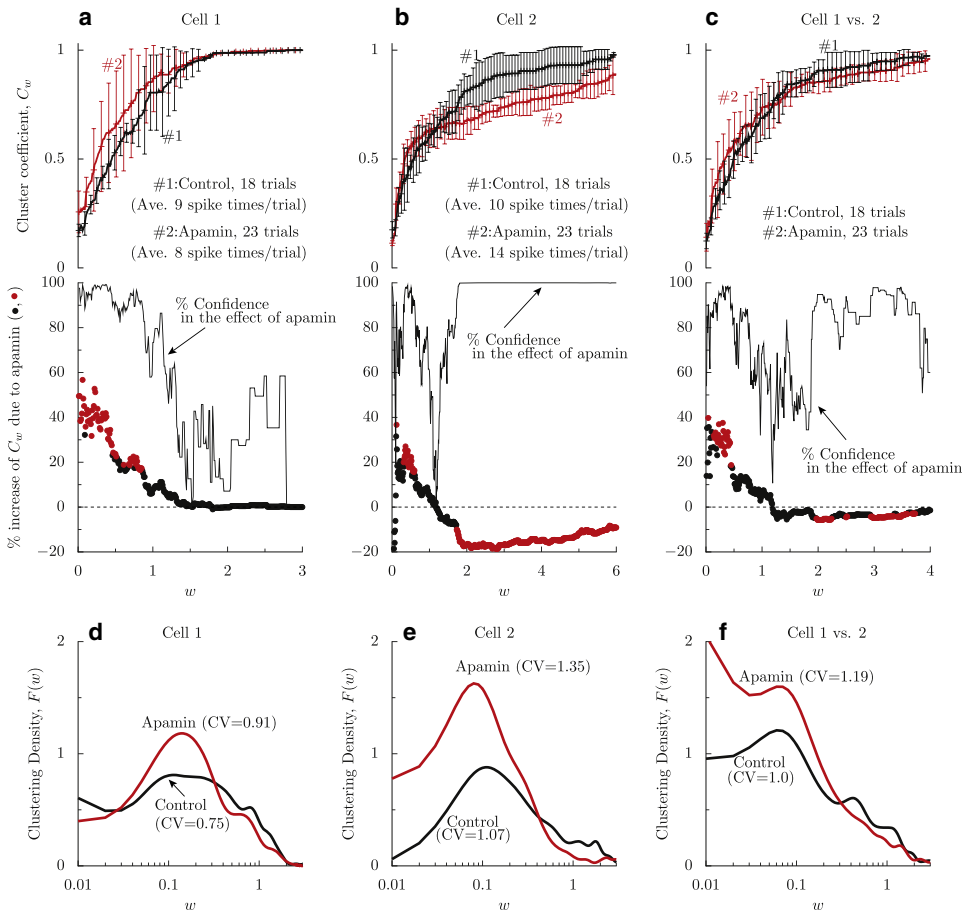 a
Cell 1
Cluster coefficient, C_w
1
0.5
0
#2
#1
#1:Control, 18 trials
(Ave. 9 spike times/trial)
#2:Apamin, 23 trials
(Ave. 8 spike times/trial)
b
Cell 2
1
0.5
0
#1
#2
#1:Control, 18 trials
(Ave. 10 spike times/trial)
#2:Apamin, 23 trials
(Ave. 14 spike times/trial)
c
Cell 1 vs. 2
1
0.5
0
#1
#2
#1:Control, 18 trials
#2:Apamin, 23 trials
% increase of C_w due to apamin (●,●)
100
80
60
40
20
0
−20
0
1
2
3
w
% Confidence
in the effect of apamin
100
80
60
40
20
0
−20
0
2
4
6
w
% Confidence
in the effect of apamin
100
80
60
40
20
0
−20
0
1
2
3
4
w
% Confidence
in the effect of apamin
d
Cell 1
Clustering Density, F(w)
2
1
0
0.01
0.1
1
w
Apamin (CV=0.91)
Control
(CV=0.75)
e
Cell 2
Clustering Density, F(w)
2
1
0
0.01
0.1
1
w
Apamin (CV=1.35)
Control
(CV=1.07)
f
Cell 1 vs. 2
Clustering Density, F(w)
2
1
0
0.01
0.1
1
w
Apamin (CV=1.19)
Control
(CV=1.0)